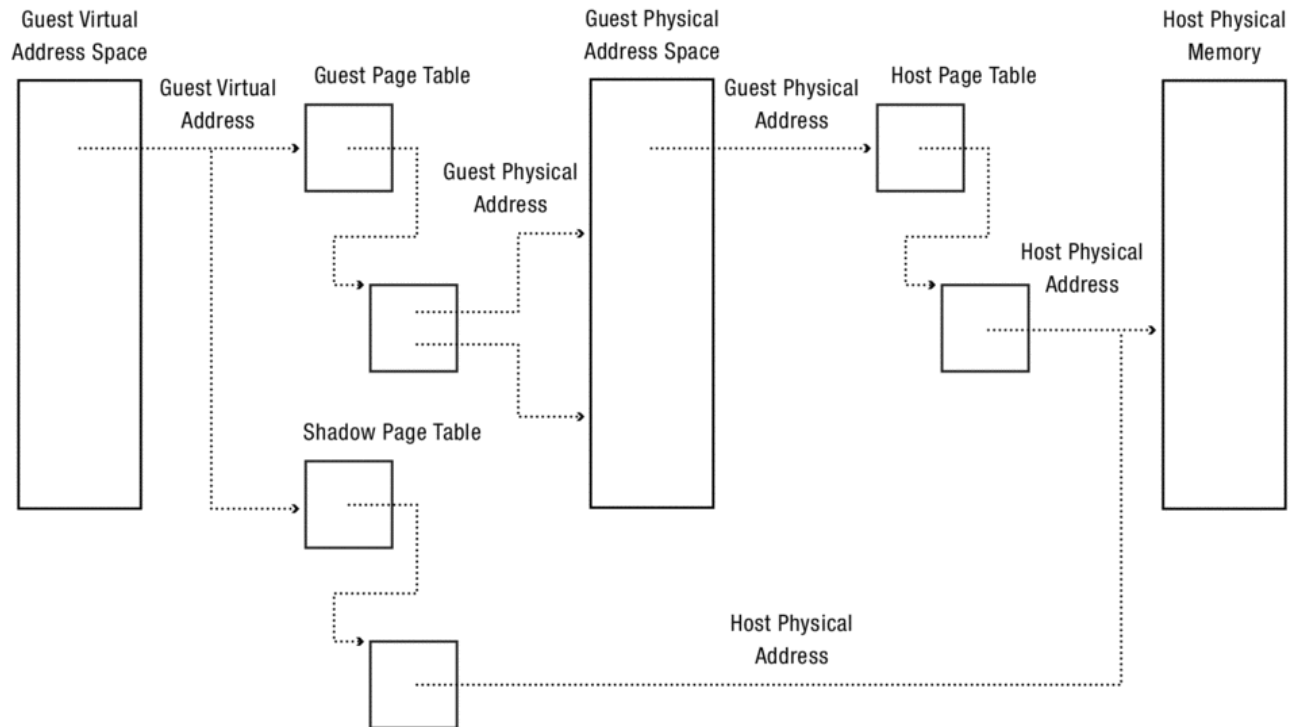 Guest Virtual
Address Space
Guest Virtual
Address
Guest Page Table
Guest Physical
Address
Guest Physical
Address Space
Guest Physical
Address
Host Page Table
Host Physical
Address
Host Physical
Memory
Shadow Page Table
Host Physical
Address